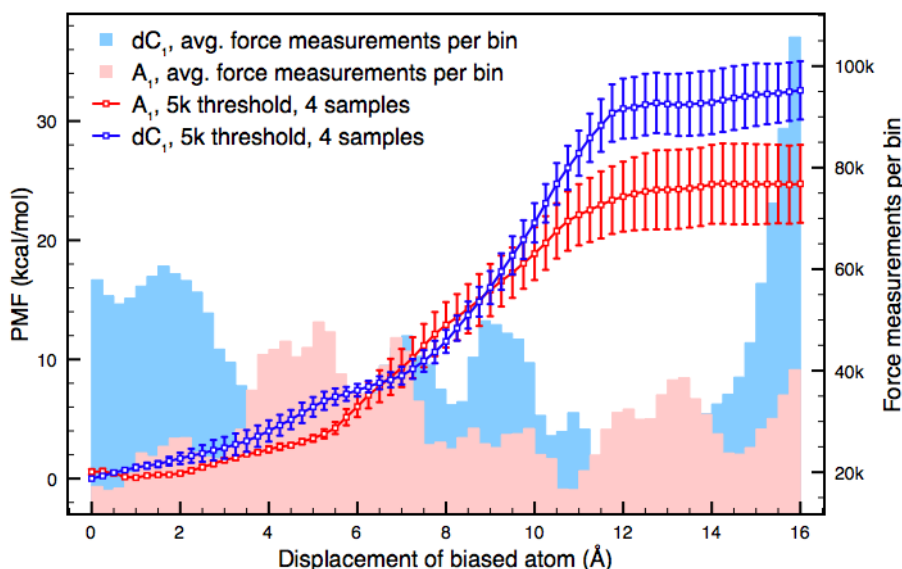 dC1, avg. force measurements per bin
A1, avg. force measurements per bin
A1, 5k threshold, 4 samples
dC1, 5k threshold, 4 samples
PMF (kcal/mol)
30
20
10
0
100k
80k
60k
40k
20k
Force measurements per bin
0 2 4 6 8 10 12 14 16
Displacement of biased atom (Å)